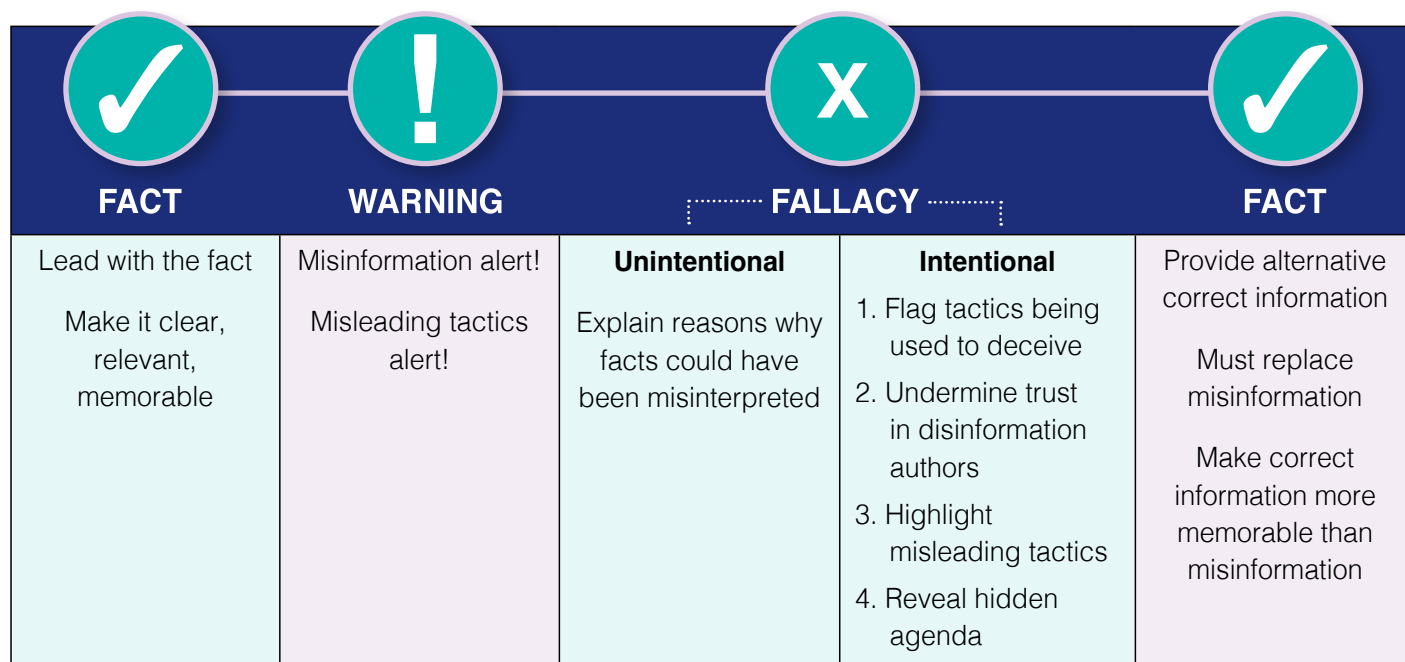 !
X
FACT
WARNING
FALLACY
FACT
Lead with the fact
Make it clear,
relevant,
memorable
Misinformation alert!
Misleading tactics
alert!
Unintentional
Explain reasons why
facts could have
been misinterpreted
Intentional
1. Flag tactics being
used to deceive
2. Undermine trust
in disinformation
authors
3. Highlight
misleading tactics
4. Reveal hidden
agenda
Provide alternative
correct information
Must replace
misinformation
Make correct
information more
memorable than
misinformation